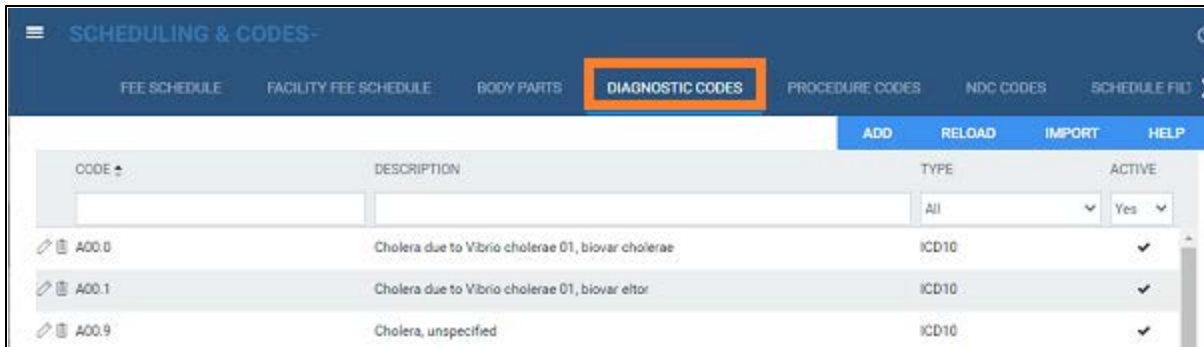 SCHEDULING & CODES-
FEE SCHEDULE FACILITY FEE SCHEDULE BODY PARTS DIAGNOSTIC CODES PROCEDURE CODES NDC CODES SCHEDULE
ADD RELOAD IMPORT HELP
CODE DESCRIPTION TYPE ACTIVE
All Yes
A00.0 Cholera due to Vibrio cholerae 01, biovar cholerae ICD10
A00.1 Cholera due to Vibrio cholerae 01, biovar eltor ICD10
A00.9 Cholera, unspecified ICD10